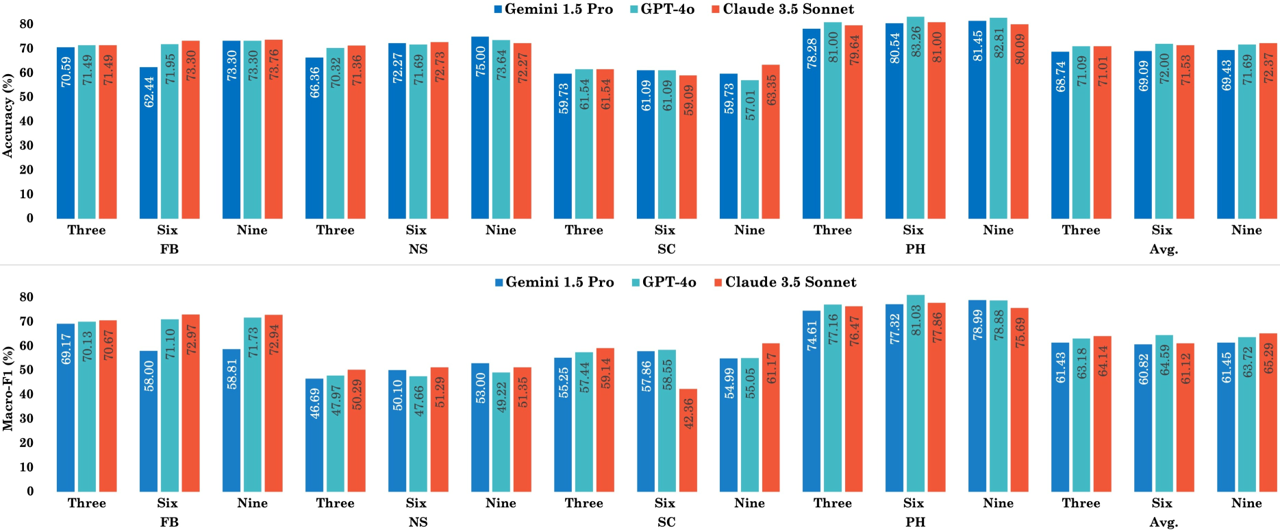 Gemini 1.5 Pro GPT-4o Claude 3.5 Sonnet
Accuracy (%)
80
70
60
50
40
30
20
10
0
70.59 71.49 71.49 62.44 71.95 73.30 73.30 73.30 73.76 66.36 70.32 71.36 72.27 71.69 72.73 75.00 73.64 72.27 59.73 61.54 61.54 61.09 61.09 59.09 59.73 57.01 63.35 78.28 81.00 79.64 80.54 83.26 81.00 81.45 82.81 80.09 68.74 71.09 71.01 69.09 72.00 71.53 69.43 71.69 72.37
Three Six Nine Three Six Nine Three Six Nine Three Six Nine Three Six Nine
FB NS SC PH Avg.
Gemini 1.5 Pro GPT-4o Claude 3.5 Sonnet
Macro-F1 (%)
80
70
60
50
40
30
20
10
0
69.17 70.13 70.67 58.00 71.10 72.97 58.81 71.73 72.94 46.69 47.97 50.29 50.10 47.66 51.29 53.00 49.22 51.35 55.25 57.44 59.14 57.86 58.55 42.36 54.99 55.05 61.17 74.61 77.16 76.47 77.32 81.03 77.86 78.99 78.88 75.69 61.43 63.18 64.14 60.82 64.59 61.12 61.45 63.72 65.29
Three Six Nine Three Six Nine Three Six Nine Three Six Nine Three Six Nine
FB NS SC PH Avg.